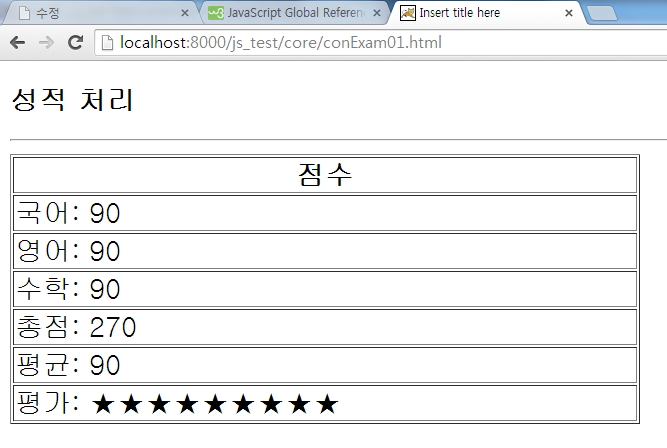 수정
JavaScript Global Referenc
Insert title here
localhost:8000/js_test/core/conExam01.html
성적 처리
점수
국어: 90
영어: 90
수학: 90
총점: 270
평균: 90
평가: ★★★★★★★★★